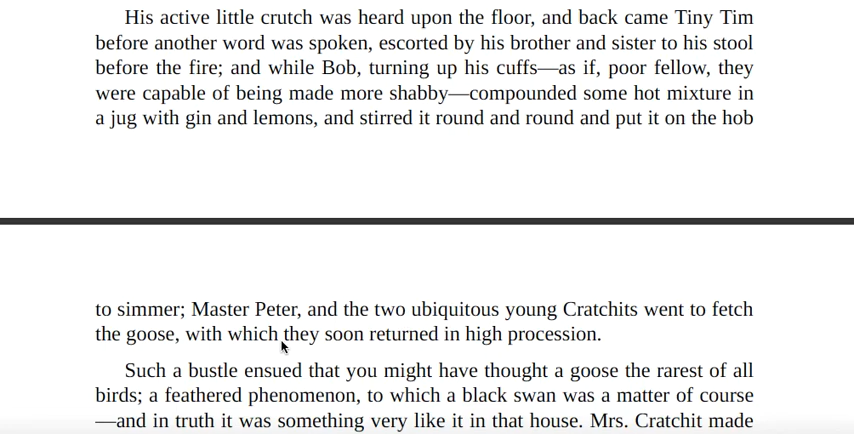 His active little crutch was heard upon the floor, and back came Tiny Tim
before another word was spoken, escorted by his brother and sister to his stool
before the fire; and while Bob, turning up his cuffs—as if, poor fellow, they
were capable of being made more shabby—compounded some hot mixture in
a jug with gin and lemons, and stirred it round and round and put it on the hob
to simmer; Master Peter, and the two ubiquitous young Cratchits went to fetch
the goose, with which they soon returned in high procession.
Such a bustle ensued that you might have thought a goose the rarest of all
birds; a feathered phenomenon, to which a black swan was a matter of course
—and in truth it was something very like it in that house. Mrs. Cratchit made